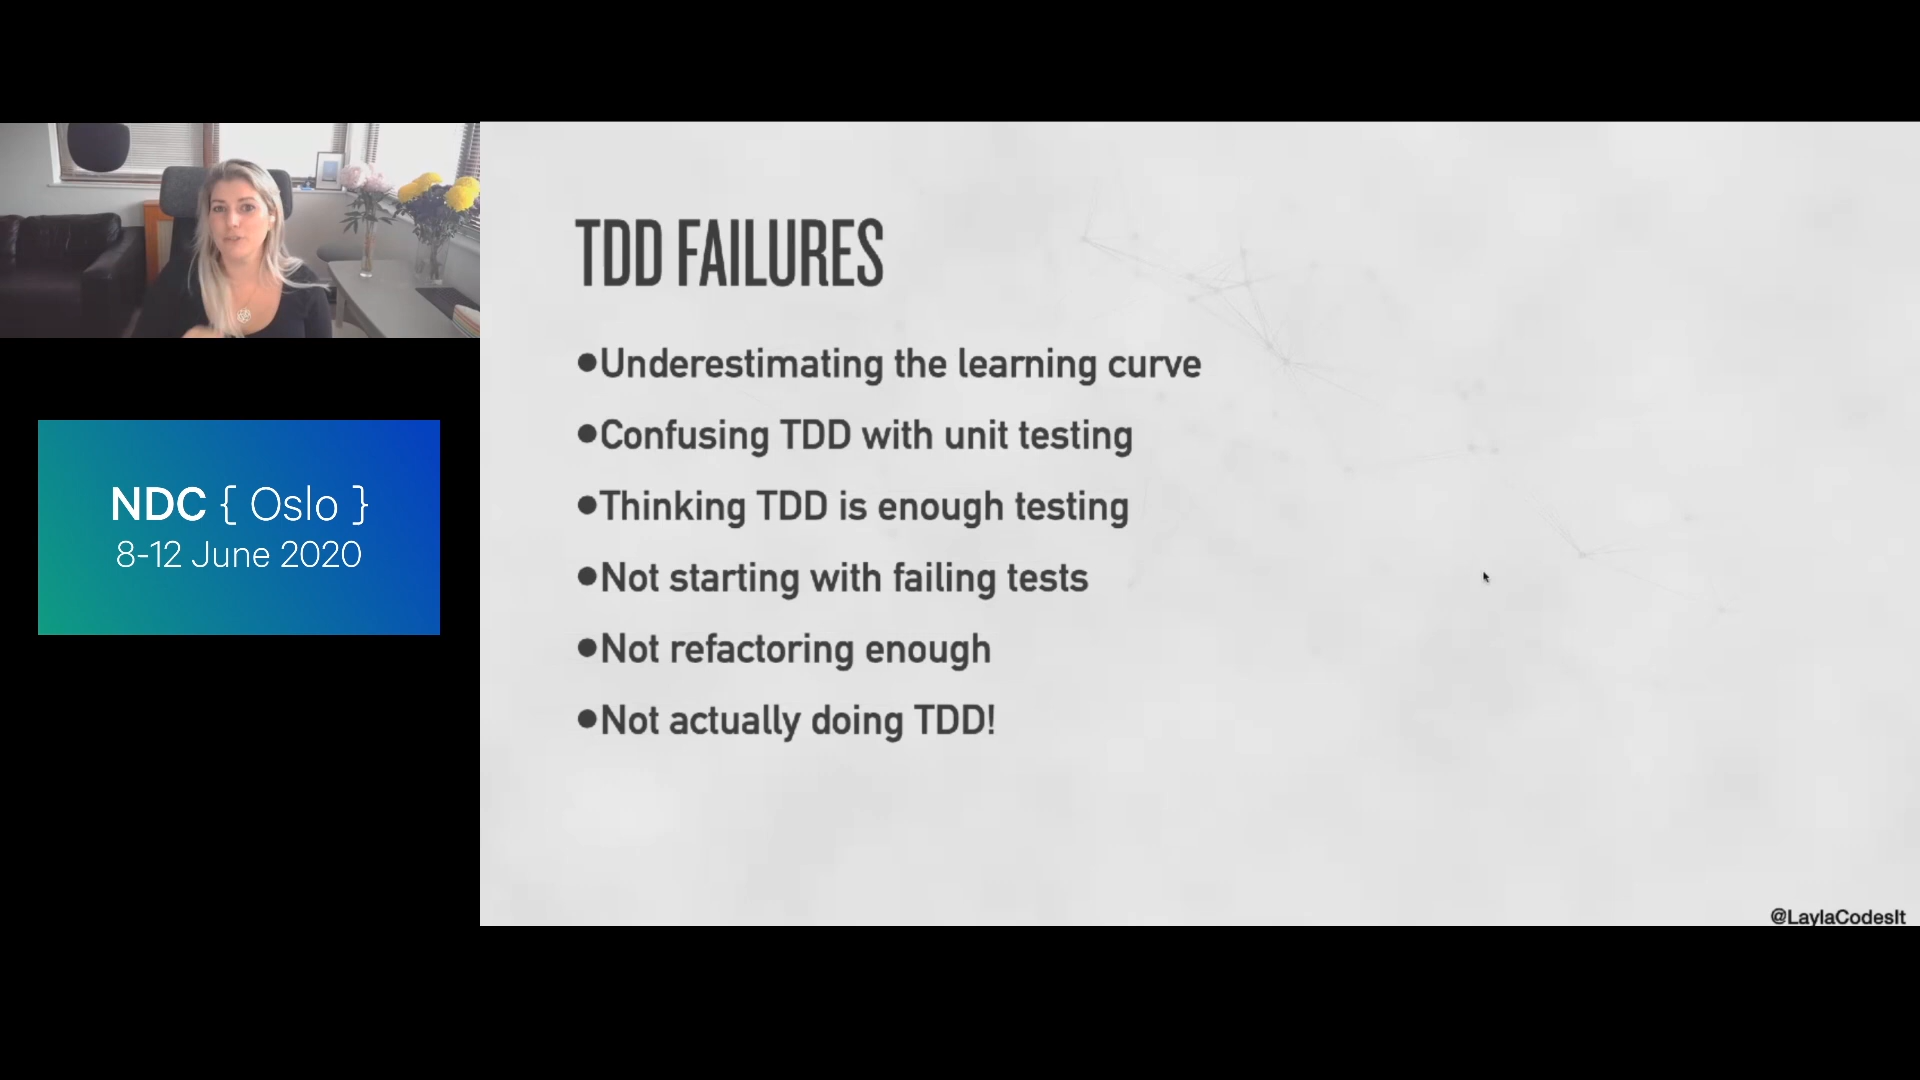 NDC { Oslo }
8-12 June 2020
TDD FAILURES
●Underestimating the learning curve
●Confusing TDD with unit testing
●Thinking TDD is enough testing
●Not starting with failing tests
●Not refactoring enough
●Not actually doing TDD!
@LaylaCodesIt